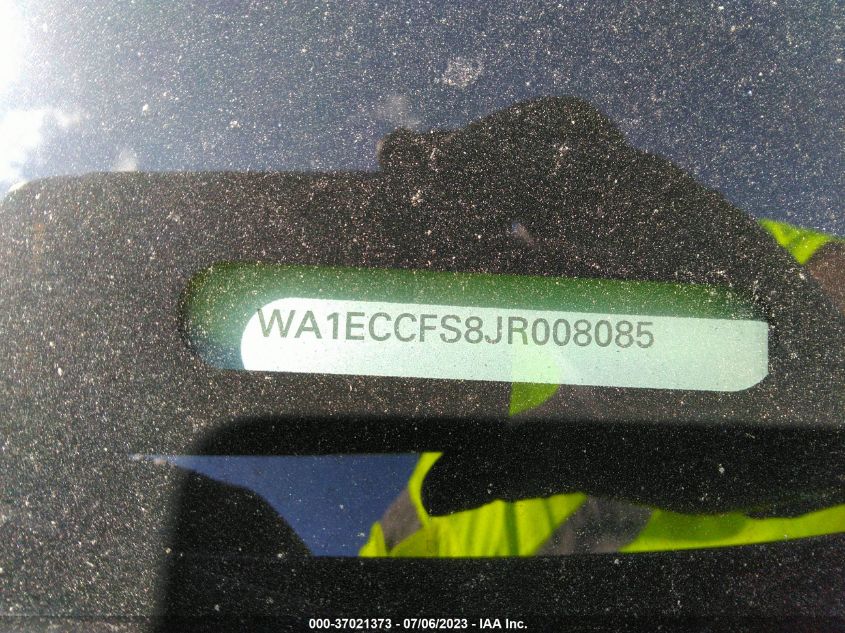 WA1ECCFS8JR008085
000-37021373 - 07/06/2023 - IAA Inc.